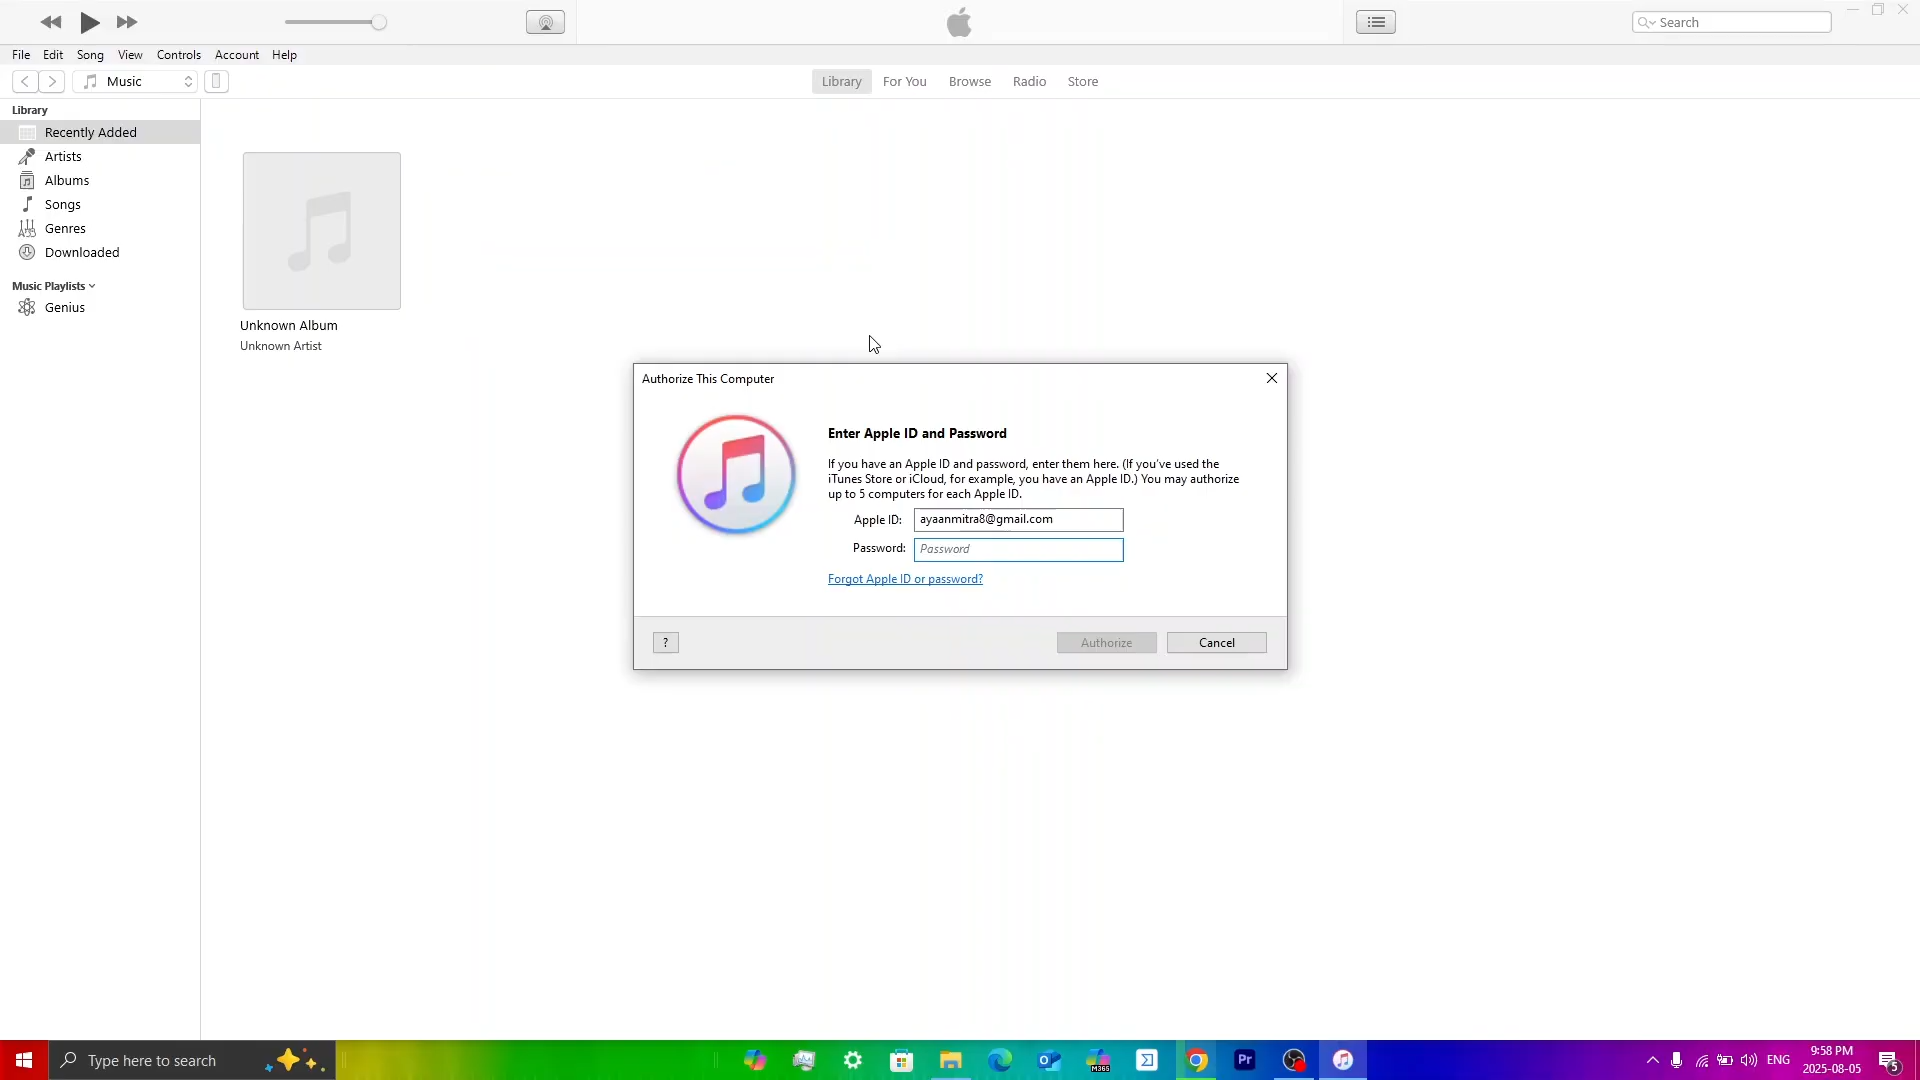 Search
File Edit Song View Controls Account Help
Music
Library For You Browse Radio Store
Library
Recently Added
Artists
Albums
Songs
Genres
Downloaded
Music Playlists
Genius
Unknown Album
Unknown Artist
Authorize This Computer
Enter Apple ID and Password
If you have an Apple ID and password, enter them here. (If you've used the
iTunes Store or iCloud, for example, you have an Apple ID.) You may authorize
up to 5 computers for each Apple ID.
Apple ID: ayaanmitra8@gmail.com
Password: Password
Forgot Apple ID or password?
? Authorize Cancel
Type here to search
M365
Pr
ENG
9:58 PM
2025-08-05
5